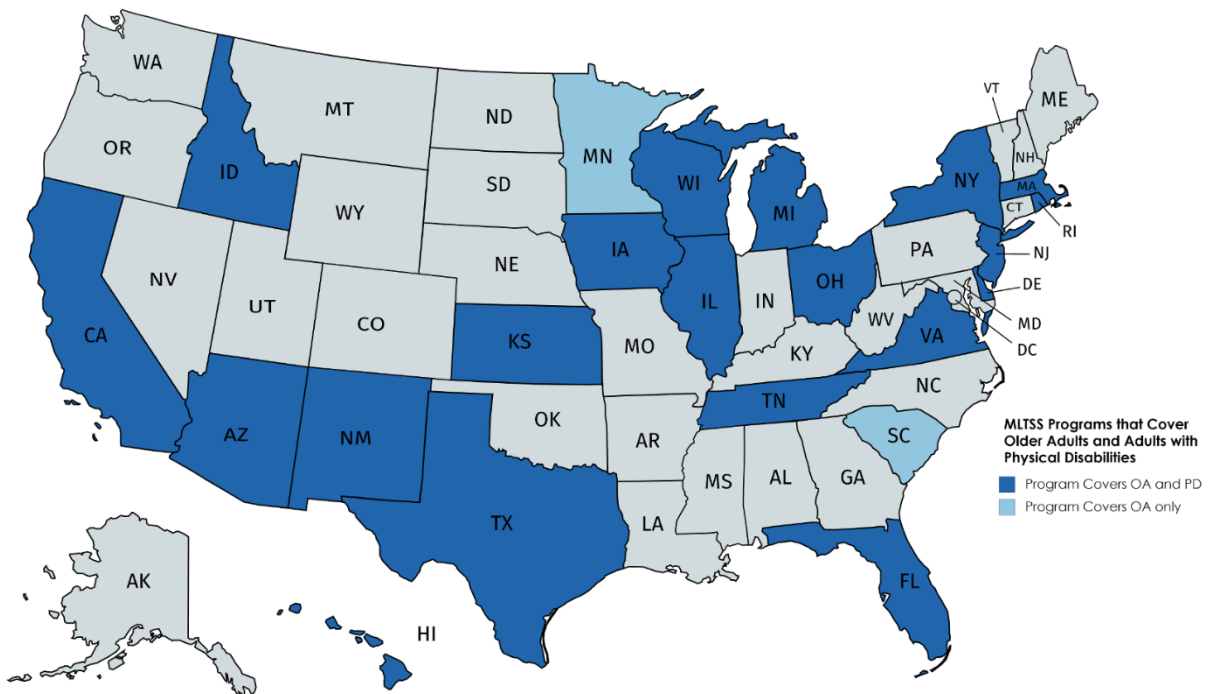 WA
MT
ND
MN
VT
ME
OR
ID
SD
WI
NH
NY
MA
WY
MI
CT
RI
IA
PA
NJ
NE
NV
OH
DE
UT
IL
IN
CO
WV
MD
CA
KS
MO
VA
KY
DC
NC
TN
OK
AZ
NM
AR
SC
MLTSS Programs that Cover
Older Adults and Adults with
Physical Disabilities
Program Covers OA and PD
Program Covers OA only
MS
AL
GA
TX
LA
AK
FL
HI